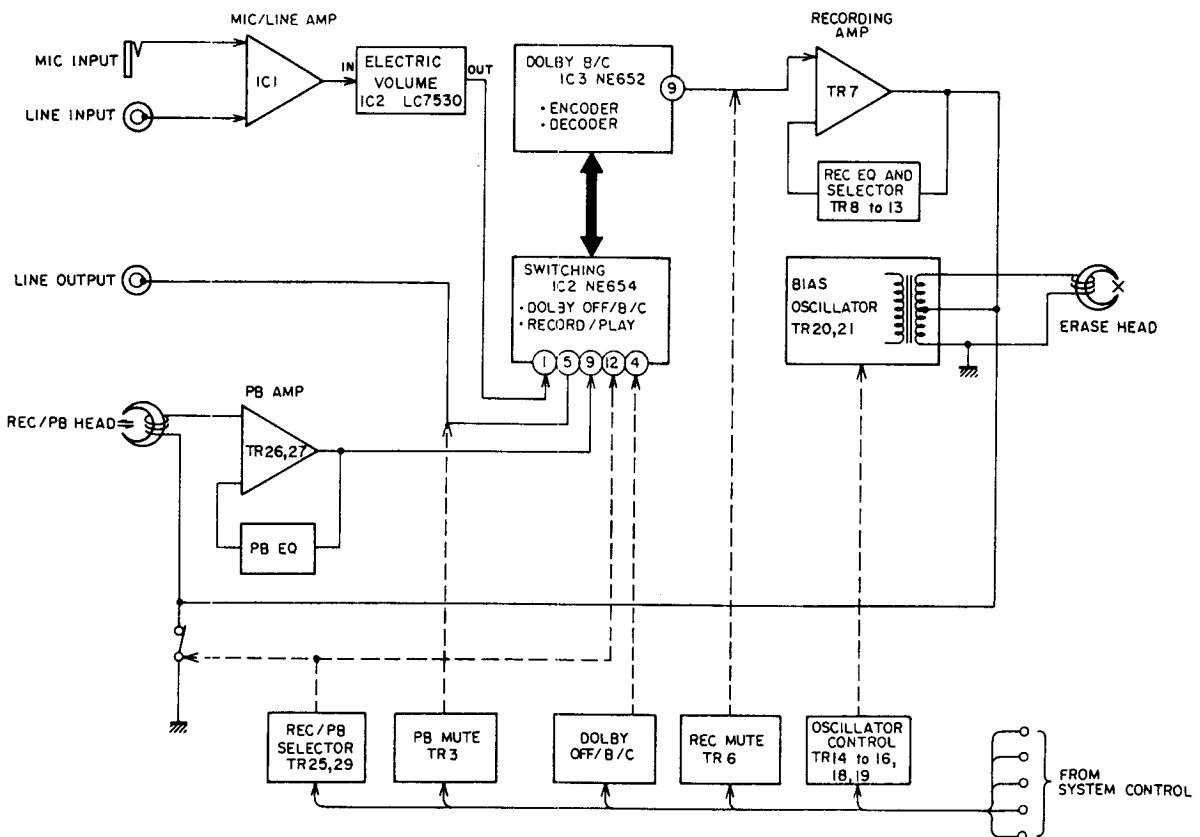 MIC/LINE AMP
MIC INPUT
IC1
LINE INPUT
IN
ELECTRIC
VOLUME
IC2 LC7530
OUT
DOLBY B/C
IC3 NE652
• ENCODER
• DECODER
9
RECORDING
AMP
TR7
REC EQ AND
SELECTOR
TR8 to 13
LINE OUTPUT
SWITCHING
IC2 NE654
• DOLBY OFF/B/C
• RECORD/PLAY
1 5 9 12 4
BIAS
OSCILLATOR
TR20,21
ERASE HEAD
REC/PB HEAD
PB AMP
TR26,27
PB EQ
REC/PB
SELECTOR
TR25,29
PB MUTE
TR3
DOLBY
OFF/B/C
REC MUTE
TR6
OSCILLATOR
CONTROL
TR14 to 16,
18,19
FROM
SYSTEM CONTROL